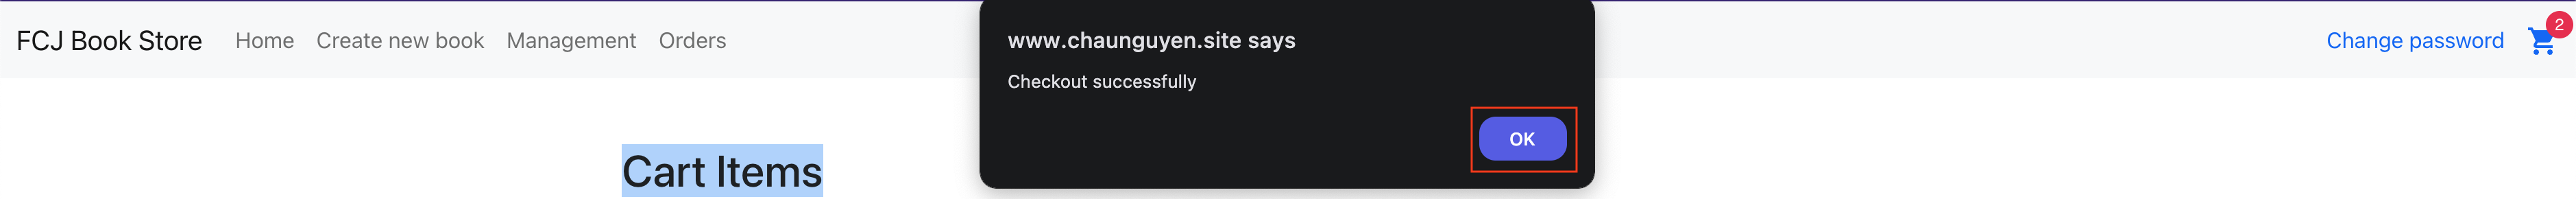 FCJ Book Store Home Create new book Management Orders
www.chaunguyen.site says
Checkout successfully
OK
Change password 2
Cart Items